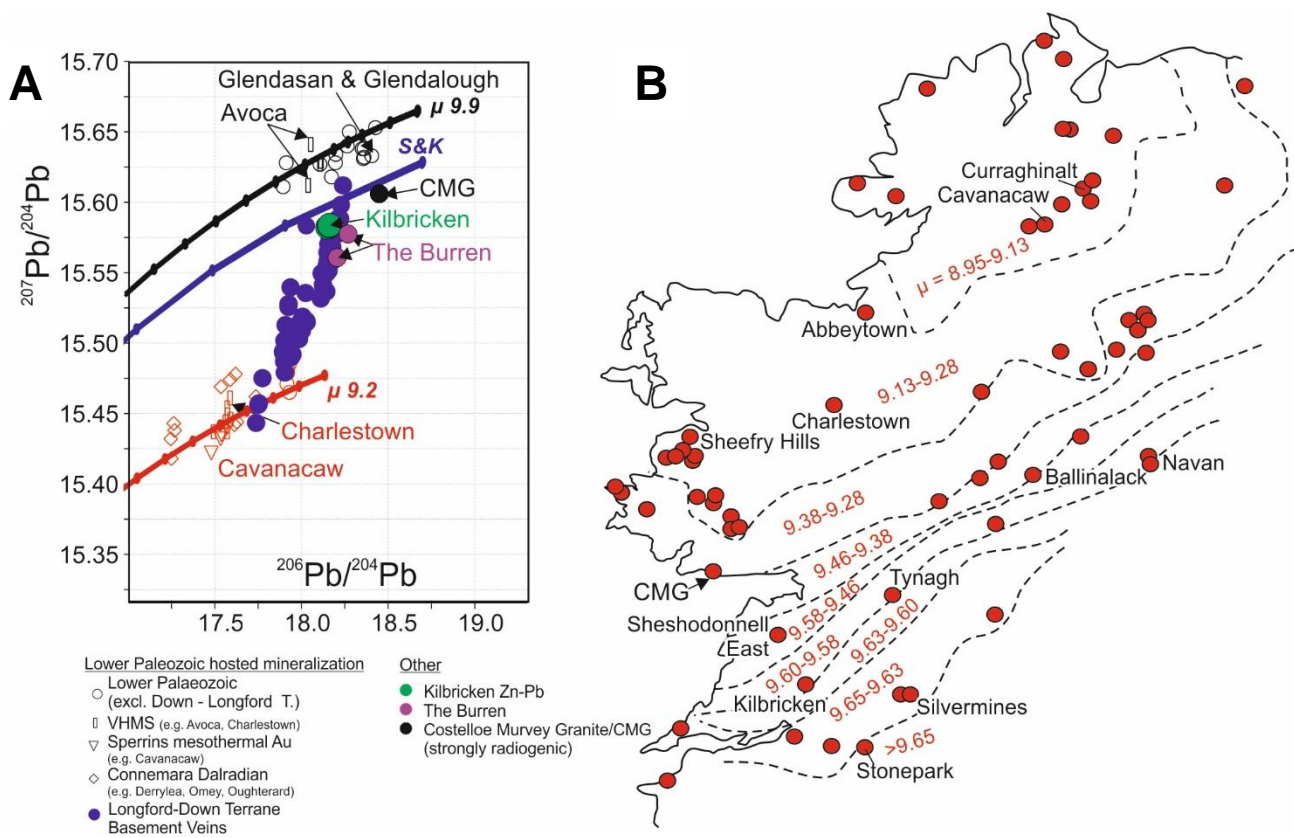 A
15.70
15.65
15.60
15.55
15.50
15.45
15.40
15.35
207Pb/204Pb
Glendasan & Glendalough
Avoca
μ 9.9
S&K
CMG
Kilbricken
The Burren
μ 9.2
Charlestown
Cavanacaw
206Pb/204Pb
17.5
18.0
18.5
19.0
Lower Paleozoic hosted mineralization
Lower Palaeozoic
(excl. Down - Longford T.)
VHMS (e.g. Avoca, Charlestown)
Sperrins mesothermal Au
(e.g. Cavanacaw)
Connemara Dalradian
(e.g. Derrylea, Omey, Oughterard)
Longford-Down Terrane
Basement Veins
Other
Kilbricken Zn-Pb
The Burren
Costelloe Murvey Granite/CMG
(strongly radiogenic)
B
Curraghinalt
Cavanacaw
μ = 8.95-9.13
Abbeytown
9.13-9.28
Charlestown
Sheefry Hills
Navan
Ballinalack
9.38-9.28
9.46-9.38
CMG
Tynagh
9.58-9.46
Sheshodonnell
East
9.63-9.60
9.60-9.58
9.65-9.63
Kilbricken
Silvermines
>9.65
Stonepark